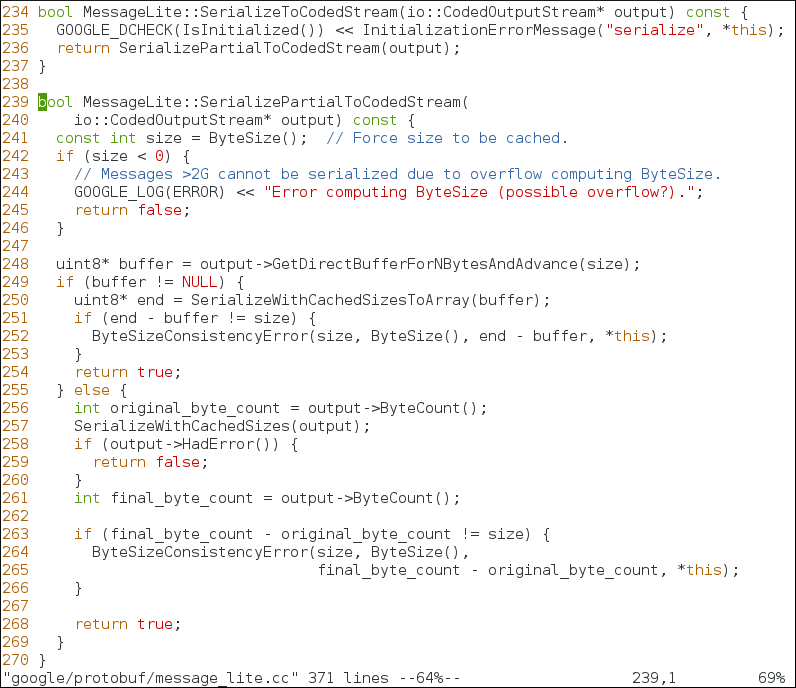 234 bool MessageLite::SerializeToCodedStream(io::CodedOutputStream* output) const {
235   GOOGLE_DCHECK(IsInitialized()) << InitializationErrorMessage("serialize", *this);
236   return SerializePartialToCodedStream(output);
237 }
238
239 bool MessageLite::SerializePartialToCodedStream(
240     io::CodedOutputStream* output) const {
241   const int size = ByteSize();  // Force size to be cached.
242   if (size < 0) {
243     // Messages >2G cannot be serialized due to overflow computing ByteSize.
244     GOOGLE_LOG(ERROR) << "Error computing ByteSize (possible overflow?).";
245     return false;
246   }
247
248   uint8* buffer = output->GetDirectBufferForNBytesAndAdvance(size);
249   if (buffer != NULL) {
250     uint8* end = SerializeWithCachedSizesToArray(buffer);
251     if (end - buffer != size) {
252       ByteSizeConsistencyError(size, ByteSize(), end - buffer, *this);
253     }
254     return true;
255   } else {
256     int original_byte_count = output->ByteCount();
257     SerializeWithCachedSizes(output);
258     if (output->HadError()) {
259       return false;
260     }
261     int final_byte_count = output->ByteCount();
262
263     if (final_byte_count - original_byte_count != size) {
264       ByteSizeConsistencyError(size, ByteSize(),
265                                final_byte_count - original_byte_count, *this);
266     }
267
268     return true;
269   }
270 }
"google/protobuf/message_lite.cc" 371 lines --64%--                   239,1         69%